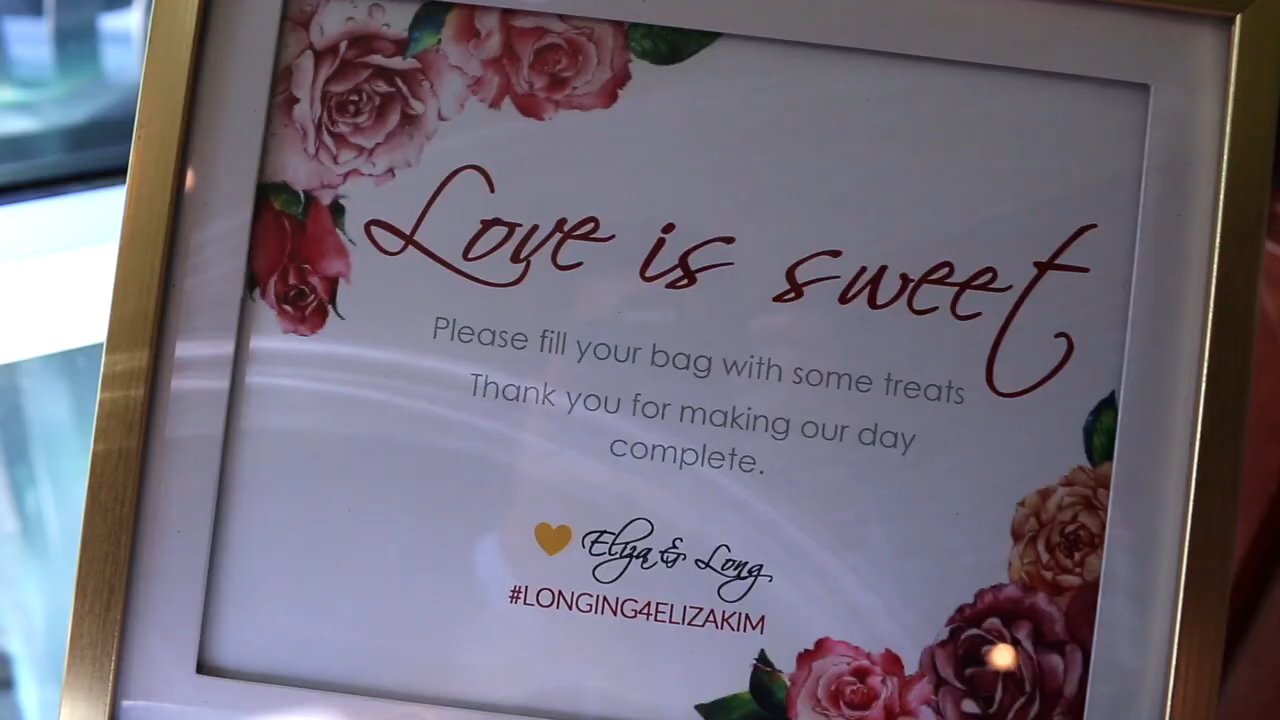 Love is sweet
Please fill your bag with some treats
Thank you for making our day
complete.
Eliza & Long
#LONGING4ELIZAKIM